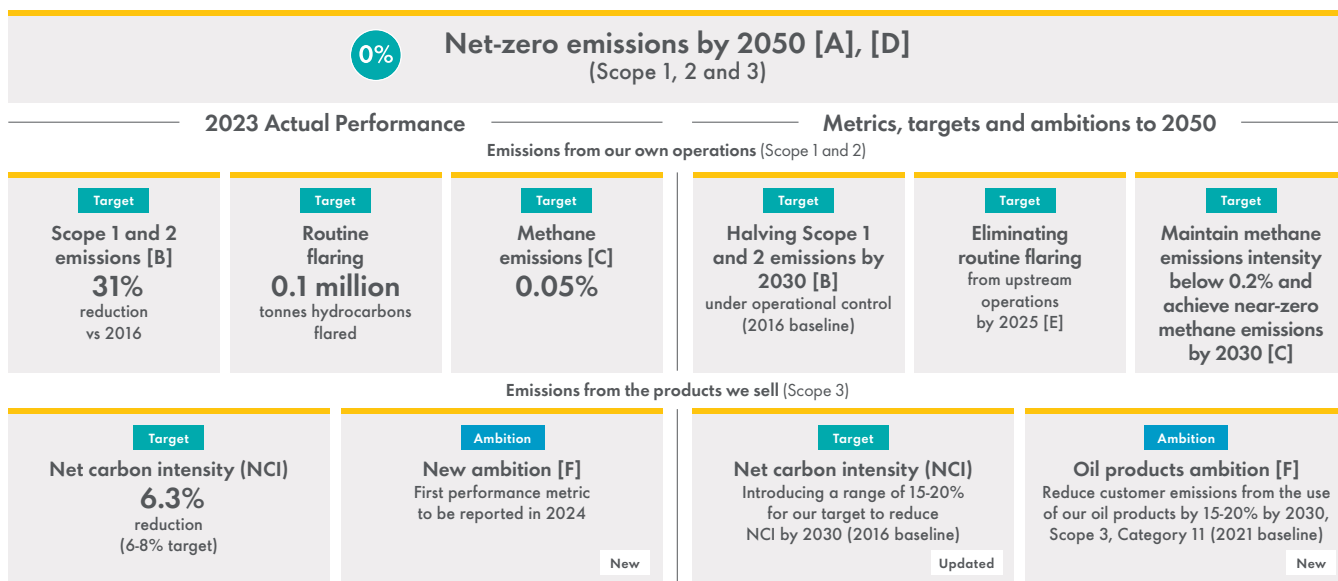 0%
Net-zero emissions by 2050 [A], [D]
(Scope 1, 2 and 3)
2023 Actual Performance
Metrics, targets and ambitions to 2050
Emissions from our own operations (Scope 1 and 2)
Target
Scope 1 and 2
emissions [B]
31%
reduction
vs 2016
Target
Routine
flaring
0.1 million
tonnes hydrocarbons
flared
Target
Methane
emissions [C]
0.05%
Target
Halving Scope 1
and 2 emissions by
2030 [B]
under operational control
(2016 baseline)
Target
Eliminating
routine flaring
from upstream
operations
by 2025 [E]
Target
Maintain methane
emissions intensity
below 0.2% and
achieve near-zero
methane emissions
by 2030 [C]
Emissions from the products we sell (Scope 3)
Target
Net carbon intensity (NCI)
6.3%
reduction
(6-8% target)
Ambition
New ambition [F]
First performance metric
to be reported in 2024
New
Target
Net carbon intensity (NCI)
Introducing a range of 15-20%
for our target to reduce
NCI by 2030 (2016 baseline)
Updated
Ambition
Oil products ambition [F]
Reduce customer emissions from the use
of our oil products by 15-20% by 2030,
Scope 3, Category 11 (2021 baseline)
New